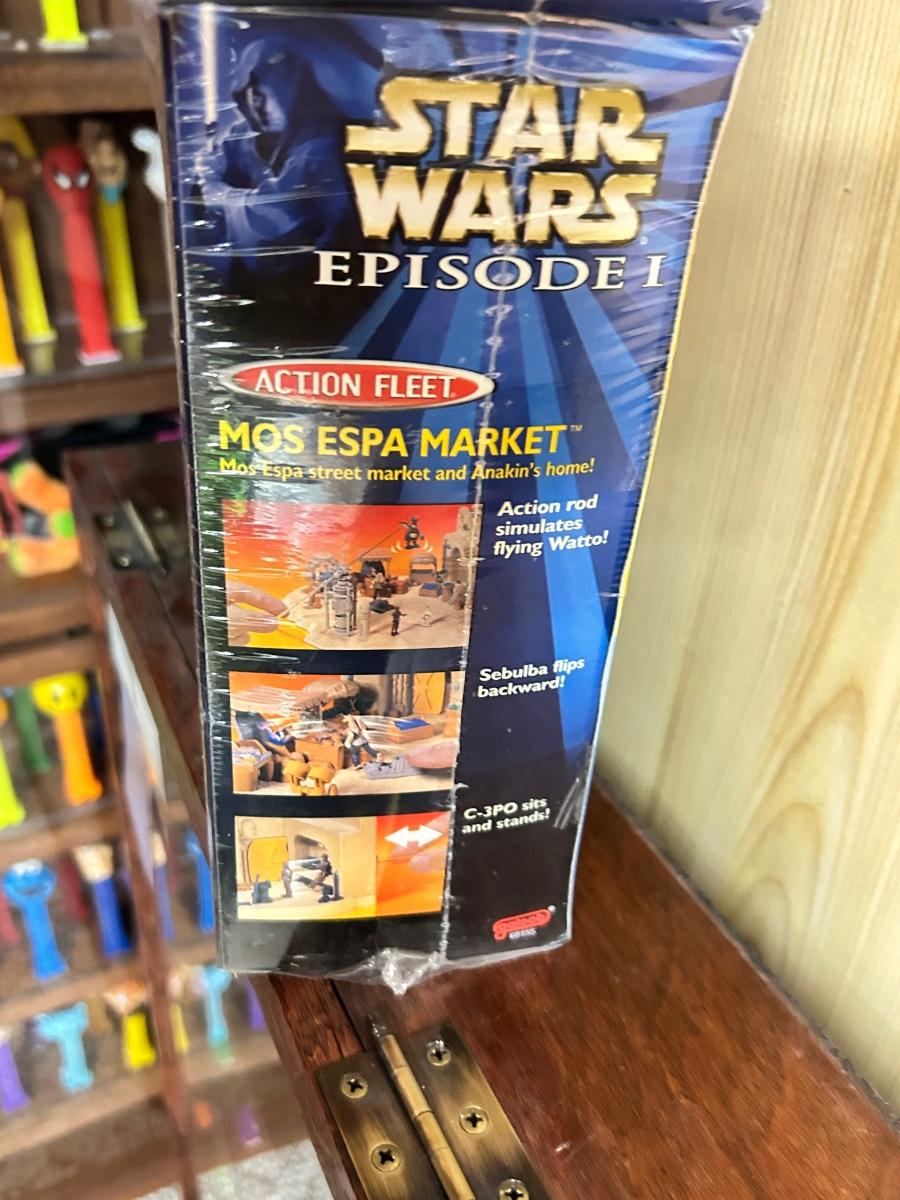 STAR
WARS
EPISODE I
ACTION FLEET
MOS ESPA MARKET™
Mos Espa street market and Anakin's home!
Action rod
simulates
flying Watto!
Sebulba flips
backward!
C-3PO sits
and stands!
galoob